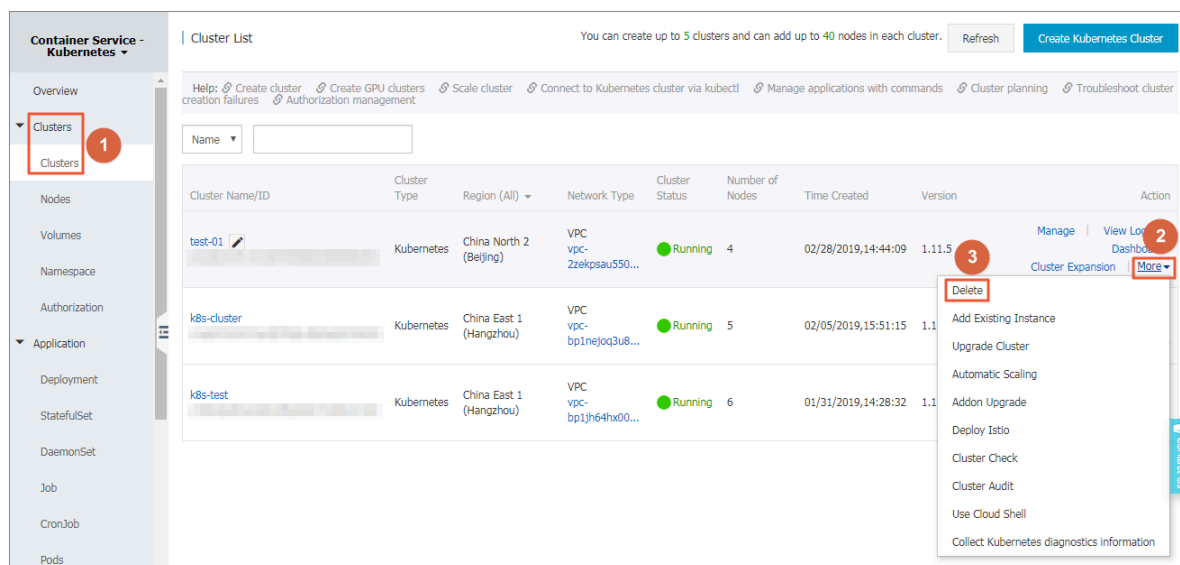 Container Service -
Kubernetes
Cluster List
You can create up to 5 clusters and can add up to 40 nodes in each cluster.
Refresh
Create Kubernetes Cluster
Overview
Clusters
Clusters
Nodes
Volumes
Namespace
Authorization
Application
Deployment
StatefulSet
DaemonSet
Job
CronJob
Pods
1
Help: Create cluster Create GPU clusters Scale cluster Connect to Kubernetes cluster via kubectl Manage applications with commands Cluster planning Troubleshoot cluster
creation failures Authorization management
Name
Cluster Name/ID
Cluster
Type
Region (All)
Network Type
Cluster
Status
Number of
Nodes
Time Created
Version
Action
test-01
Kubernetes
China North 2
(Beijing)
VPC
vpc-
2zekpsau550...
Running
4
02/28/2019,14:44:09
1.11.5
Manage
View
Cluster Expansion
More
2
3
k8s-cluster
Kubernetes
China East 1
(Hangzhou)
VPC
vpc-
bp1nejoq3u8...
Running
5
02/05/2019,15:51:15
k8s-test
Kubernetes
China East 1
(Hangzhou)
VPC
vpc-
bp1jh64hx00...
Running
6
01/31/2019,14:28:32
Delete
Add Existing Instance
Upgrade Cluster
Automatic Scaling
Addon Upgrade
Deploy Istio
Cluster Check
Cluster Audit
Use Cloud Shell
Collect Kubernetes diagnostics information